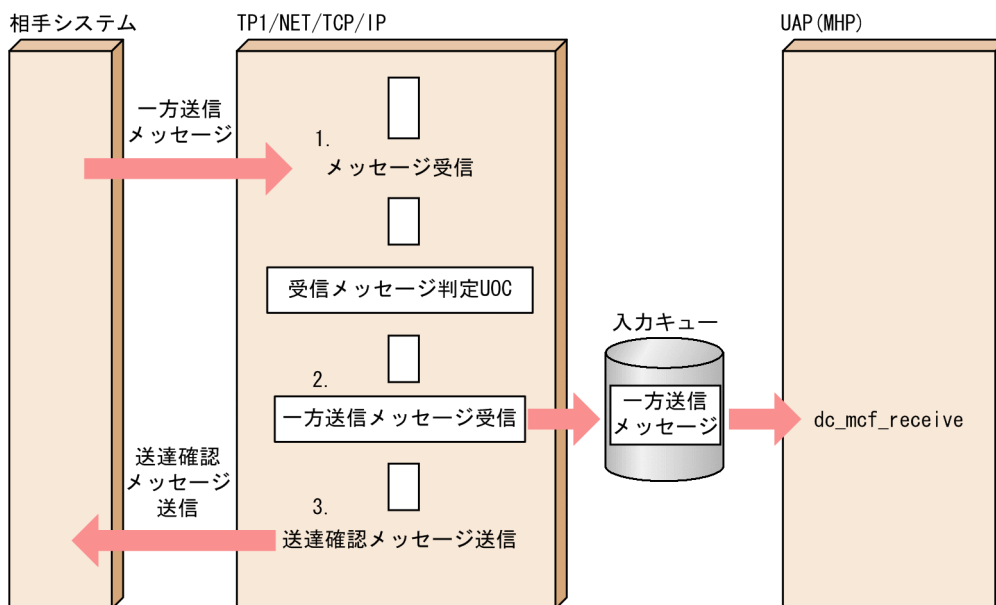 相手システム
TP1/NET/TCP/IP
UAP(MHP)
一方送信
メッセージ
1.
メッセージ受信
受信メッセージ判定UOC
入力キュー
2.
一方送信メッセージ受信
一方送信
メッセージ
dc_mcf_receive
送達確認
メッセージ
送信
3.
送達確認メッセージ送信